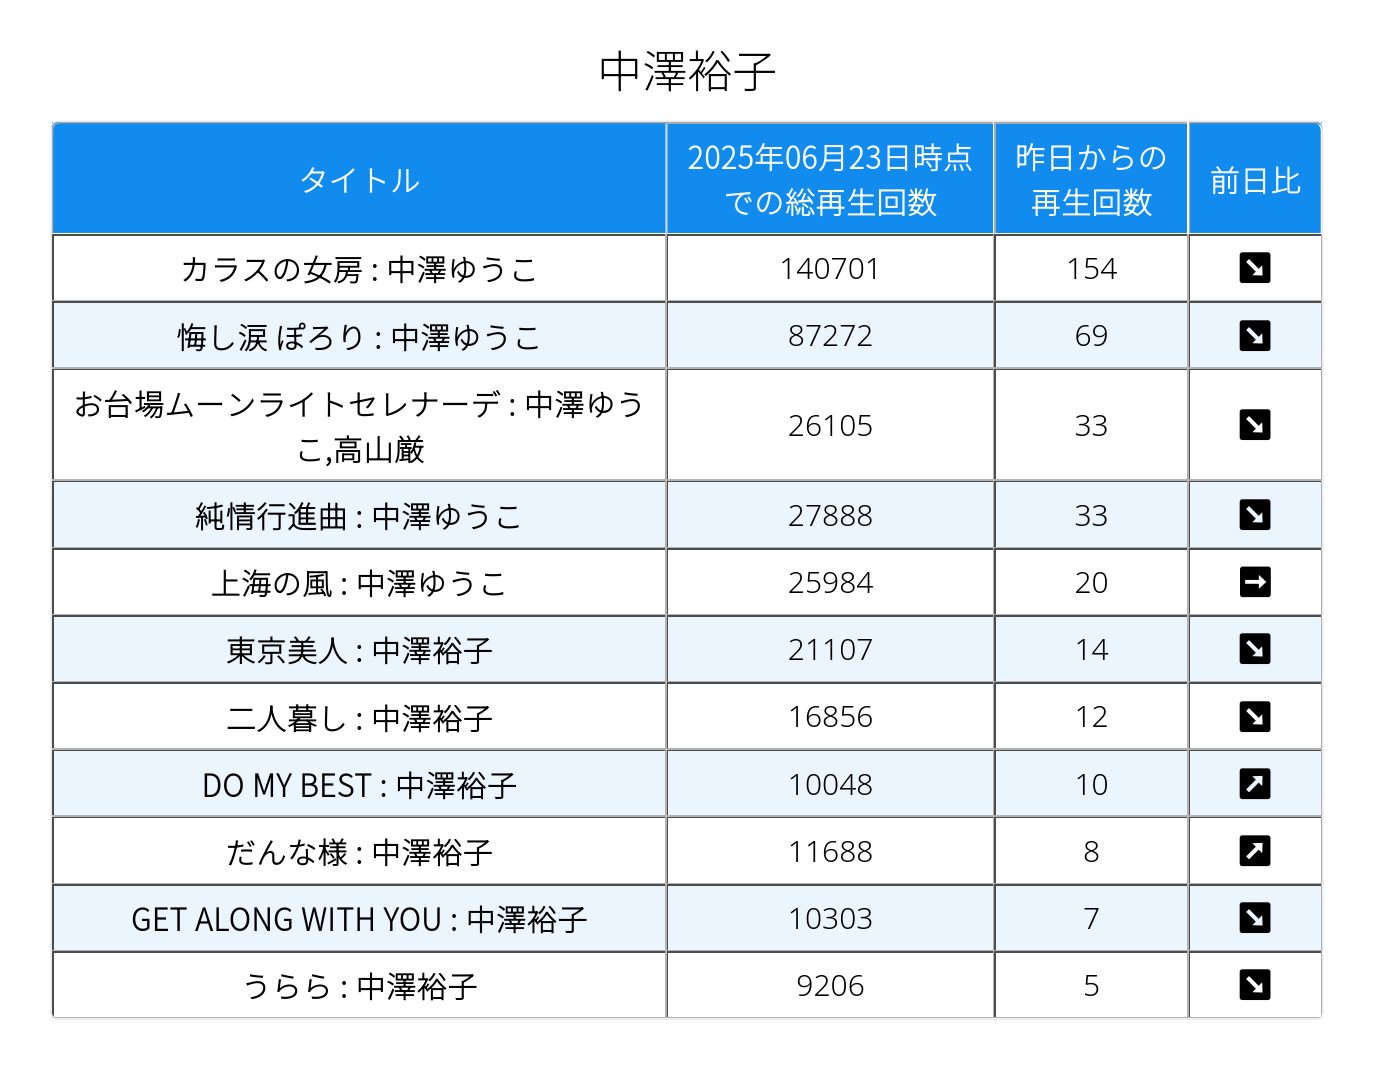 中澤裕子
タイトル
2025年06月23日時点
での総再生回数
昨日からの
再生回数
前日比
カラスの女房 : 中澤ゆうこ
140701
154
悔し涙 ぽろり : 中澤ゆうこ
87272
69
お台場ムーンライトセレナーデ : 中澤ゆう
こ,高山厳
26105
33
純情行進曲 : 中澤ゆうこ
27888
33
上海の風 : 中澤ゆうこ
25984
20
東京美人 : 中澤裕子
21107
14
二人暮し : 中澤裕子
16856
12
DO MY BEST : 中澤裕子
10048
10
だんな様 : 中澤裕子
11688
8
GET ALONG WITH YOU : 中澤裕子
10303
7
うらら : 中澤裕子
9206
5